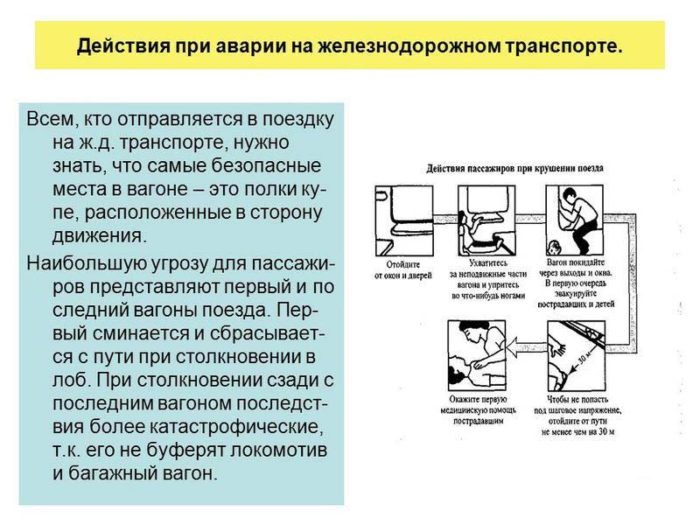 Действия при аварии на железнодорожном транспорте.
Всем, кто отправляется в поездку
на ж.д. транспорте, нужно
знать, что самые безопасные
места в вагоне – это полки ку-
пе, расположенные в сторону
движения.
Наибольшую угрозу для пассажи-
ров представляют первый и по
следний вагоны поезда. Пер-
вый сминается и сбрасывает-
ся с пути при столкновении в
лоб. При столкновении сзади с
последним вагоном последст-
вия более катастрофические,
т.к. его не буферят локомотив
и багажный вагон.
Действия пассажиров при крушении поезда
Отойдите
от окон и дверей
Ухватитесь
за неподвижные части
вагона и упритесь
во что-нибудь ногами
Вагон покидайте
через выходы и окна.
В первую очередь
эвакуируйте
пострадавших и детей
30 м
Окажите первую
медицинскую помощь
пострадавшим
Чтобы не попасть
под шаговое напряжение,
отойдите от пути
не менее чем на 30 м